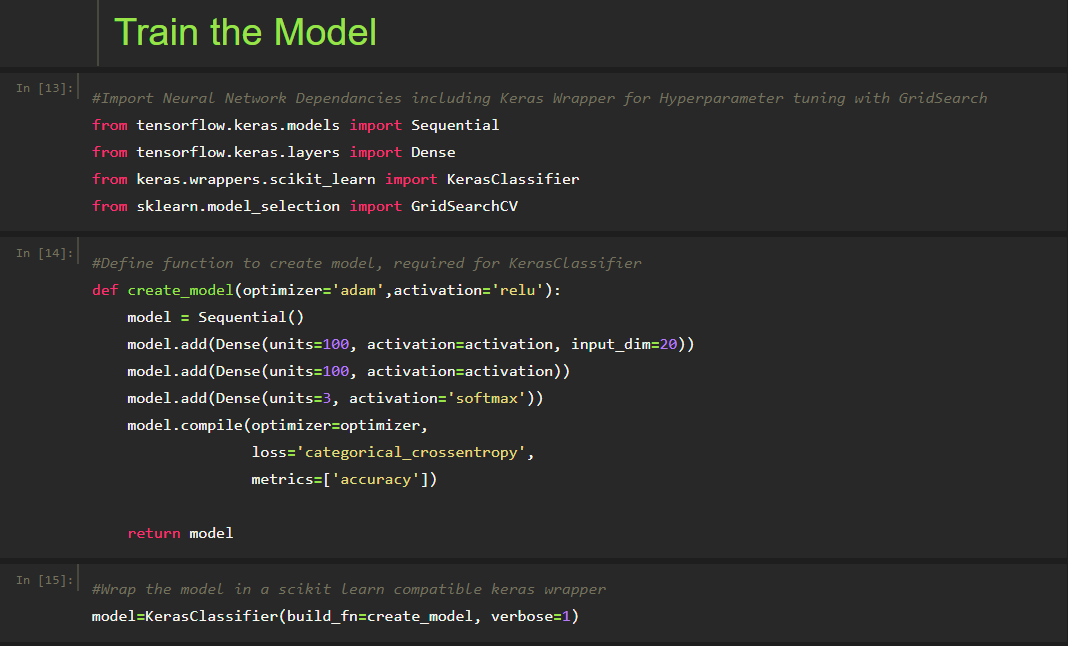 Train the Model
In [13]:
#Import Neural Network Dependancies including Keras Wrapper for Hyperparameter tuning with GridSearch
from tensorflow.keras.models import Sequential
from tensorflow.keras.layers import Dense
from keras.wrappers.scikit_learn import KerasClassifier
from sklearn.model_selection import GridSearchCV
In [14]:
#Define function to create model, required for KerasClassifier
def create_model(optimizer='adam',activation='relu'):
    model = Sequential()
    model.add(Dense(units=100, activation=activation, input_dim=20))
    model.add(Dense(units=100, activation=activation))
    model.add(Dense(units=3, activation='softmax'))
    model.compile(optimizer=optimizer,
                  loss='categorical_crossentropy',
                  metrics=['accuracy'])
    return model
In [15]:
#Wrap the model in a scikit learn compatible keras wrapper
model=KerasClassifier(build_fn=create_model, verbose=1)